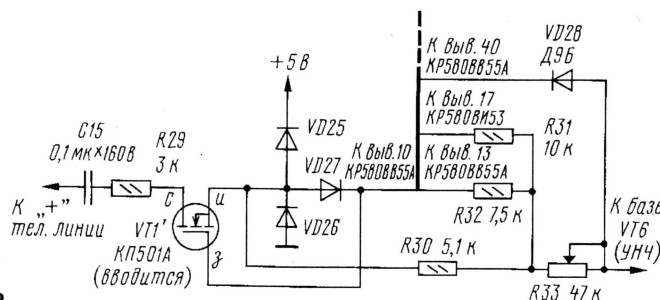 К выв. 40
КР580ВВ55А
VD28
Д9Б
+5 В
C15
0,1 мк×160В
R29
3 к
VD25
К выв. 17
КР580ВИ53
R31
10 к
VD27
К выв. 10
КР580ВВ55А
К выв. 13
КР580ВВ55А
с
и
К „+”
тел. линии
VT1'
КП501А
(вводится)
з
VD26
R32 7,5 к
К базе
VT6
(УНЧ)
R30 5,1 к
R33 47 к